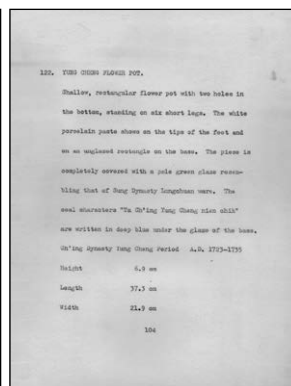 122. YUNG CHENG FLOWER POT.
Shallow, rectangular flower pot with two holes in
the bottom, standing on six short legs. The white
porcelain paste shows on the tips of the feet and
on an unglazed rectangle on the base. The piece is
completely covered with a pale green glaze resem-
bling that of Sung Dynasty Lungchuan ware. The
seal characters "Ta Ch'ing Yung Cheng nien chih"
are written in deep blue under the glaze of the base.
Ch'ing Dynasty Yung Cheng Period A.D. 1723-1735
Height 6.9 cm
Length 37.3 cm
Width 21.9 cm
104